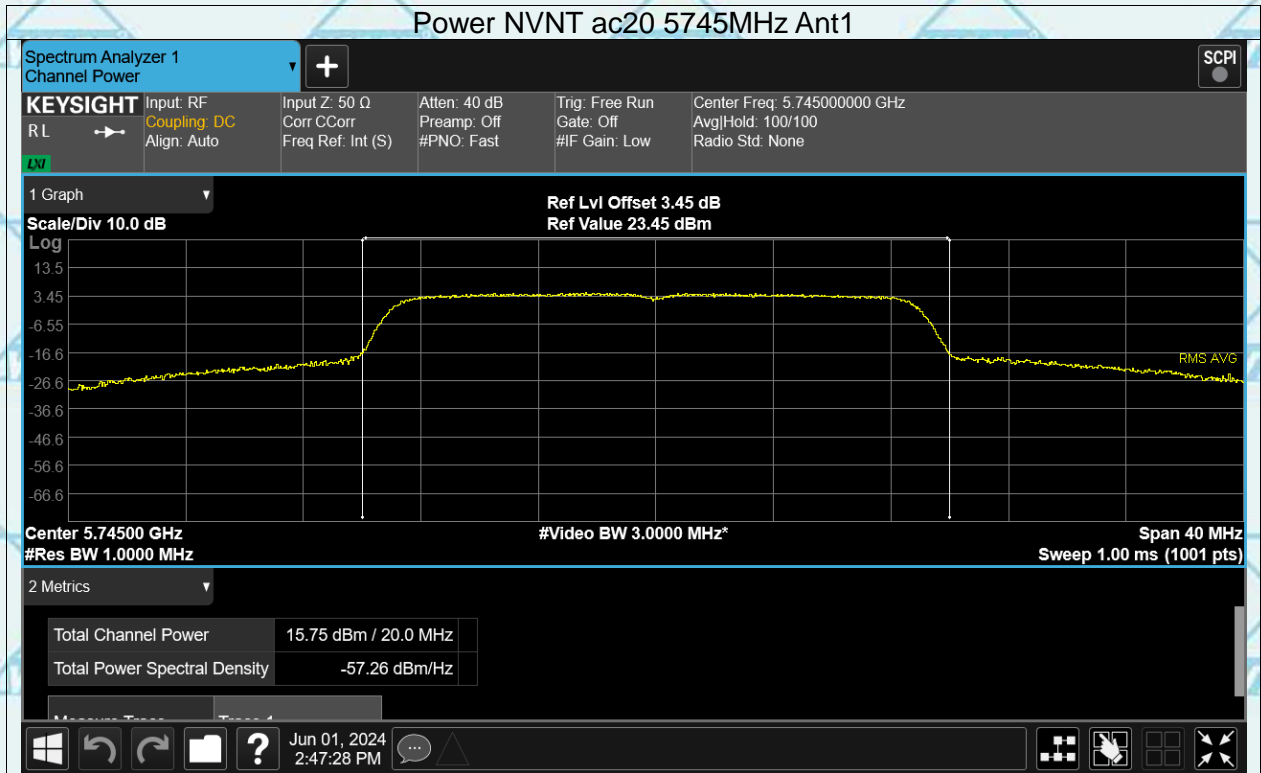 Power NVNT ac20 5745MHz Ant1
Spectrum Analyzer 1
Channel Power
SCPI
KEYSIGHT
R L
LXI
Input: RF
Coupling: DC
Align: Auto
Input Z: 50 Ω
Corr CCorr
Freq Ref: Int (S)
Atten: 40 dB
Preamp: Off
#PNO: Fast
Trig: Free Run
Gate: Off
#IF Gain: Low
Center Freq: 5.745000000 GHz
Avg|Hold: 100/100
Radio Std: None
1 Graph
Scale/Div 10.0 dB
Ref Lvl Offset 3.45 dB
Ref Value 23.45 dBm
Log
13.5
3.45
-6.55
-16.6
RMS AVG
-26.6
-36.6
-46.6
-56.6
-66.6
Center 5.74500 GHz
#Video BW 3.0000 MHz*
Span 40 MHz
#Res BW 1.0000 MHz
Sweep 1.00 ms (1001 pts)
2 Metrics
Total Channel Power 15.75 dBm / 20.0 MHz
Total Power Spectral Density -57.26 dBm/Hz
Measure Trace Trace 1
?
Jun 01, 2024
2:47:28 PM